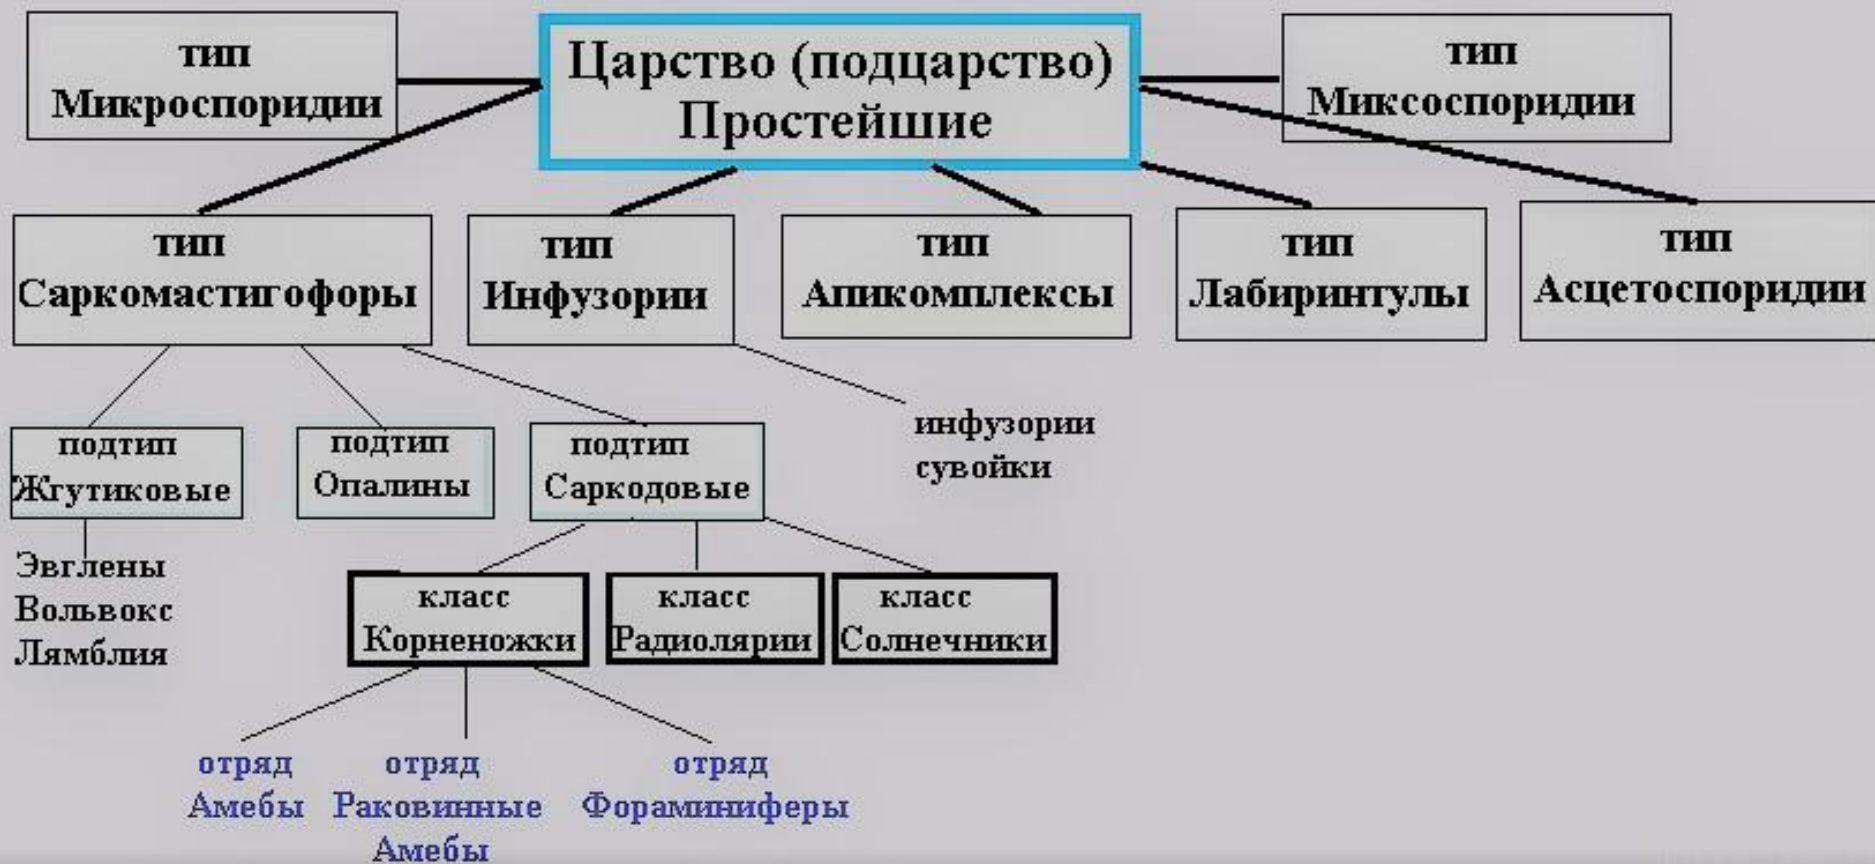 тип
Микроспоридии
Царство (подцарство)
Простейшие
тип
Миксоспоридии
тип
Саркомастигофоры
тип
Инфузории
тип
Апикомплексы
тип
Лабиринтулы
тип
Асцетоспоридии
подтип
Жгутиковые
подтип
Опалины
подтип
Саркодовые
инфузории
сувойки
Эвглены
Вольвокс
Лямблия
класс
Корненожки
класс
Радиолярии
класс
Солнечники
отряд
Амебы
отряд
Раковинные
Амебы
отряд
Фораминиферы